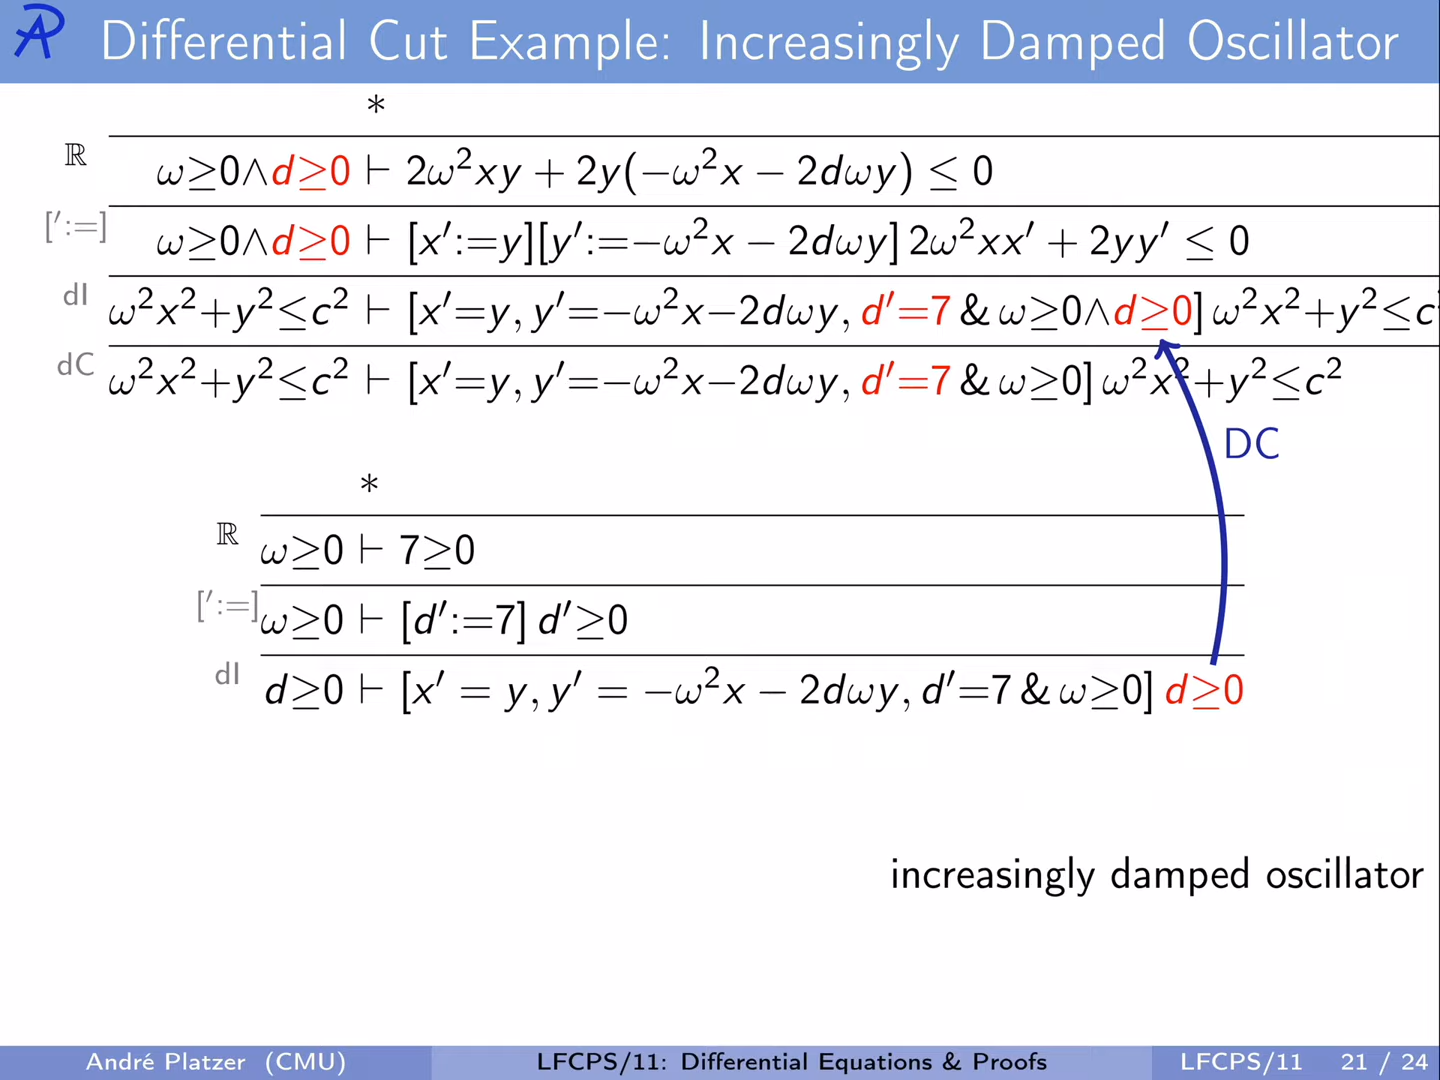 Differential Cut Example: Increasingly Damped Oscillator
*
ℝ
ω≥0∧d≥0 ⊢ 2ω²xy + 2y(−ω²x − 2dωy) ≤ 0
[′:=]
ω≥0∧d≥0 ⊢ [x′:=y][y′:=−ω²x − 2dωy] 2ω²xx′ + 2yy′ ≤ 0
dI
ω²x²+y²≤c² ⊢ [x′=y, y′=−ω²x−2dωy, d′=7 & ω≥0∧d≥0] ω²x²+y²≤c²
dC
ω²x²+y²≤c² ⊢ [x′=y, y′=−ω²x−2dωy, d′=7 & ω≥0] ω²x²+y²≤c²
DC
*
ℝ
ω≥0 ⊢ 7≥0
[′:=]
ω≥0 ⊢ [d′:=7] d′≥0
dI
d≥0 ⊢ [x′ = y, y′ = −ω²x − 2dωy, d′=7 & ω≥0] d≥0
increasingly damped oscillator
André Platzer (CMU) LFCPS/11: Differential Equations & Proofs LFCPS/11 21 / 24